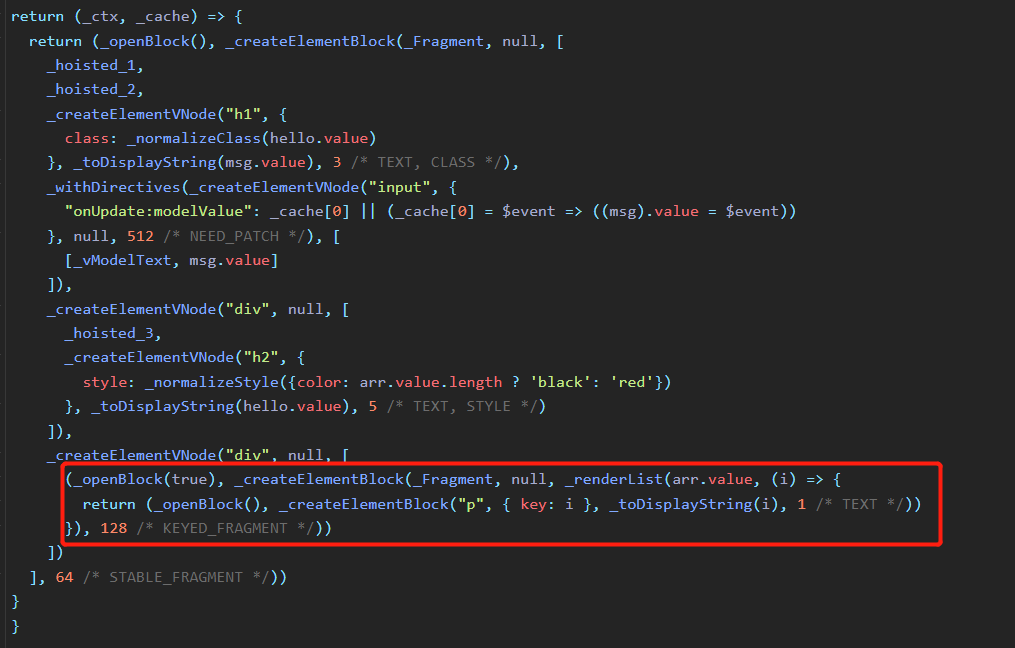 return (_ctx, _cache) => {
return (_openBlock(), _createElementBlock(_Fragment, null, [
_hoisted_1,
_hoisted_2,
_createElementVNode("h1", {
class: _normalizeClass(hello.value)
}, _toDisplayString(msg.value), 3 /* TEXT, CLASS */),
_withDirectives(_createElementVNode("input", {
"onUpdate:modelValue": _cache[0] || (_cache[0] = $event => ((msg).value = $event))
}, null, 512 /* NEED_PATCH */), [
[_vModelText, msg.value]
]),
_createElementVNode("div", null, [
_hoisted_3,
_createElementVNode("h2", {
style: _normalizeStyle({color: arr.value.length ? 'black': 'red'})
}, _toDisplayString(hello.value), 5 /* TEXT, STYLE */)
]),
_createElementVNode("div", null, [
(_openBlock(true), _createElementBlock(_Fragment, null, _renderList(arr.value, (i) => {
return (_openBlock(), _createElementBlock("p", { key: i }, _toDisplayString(i), 1 /* TEXT */))
}), 128 /* KEYED_FRAGMENT */))
])
], 64 /* STABLE_FRAGMENT */))
}
}